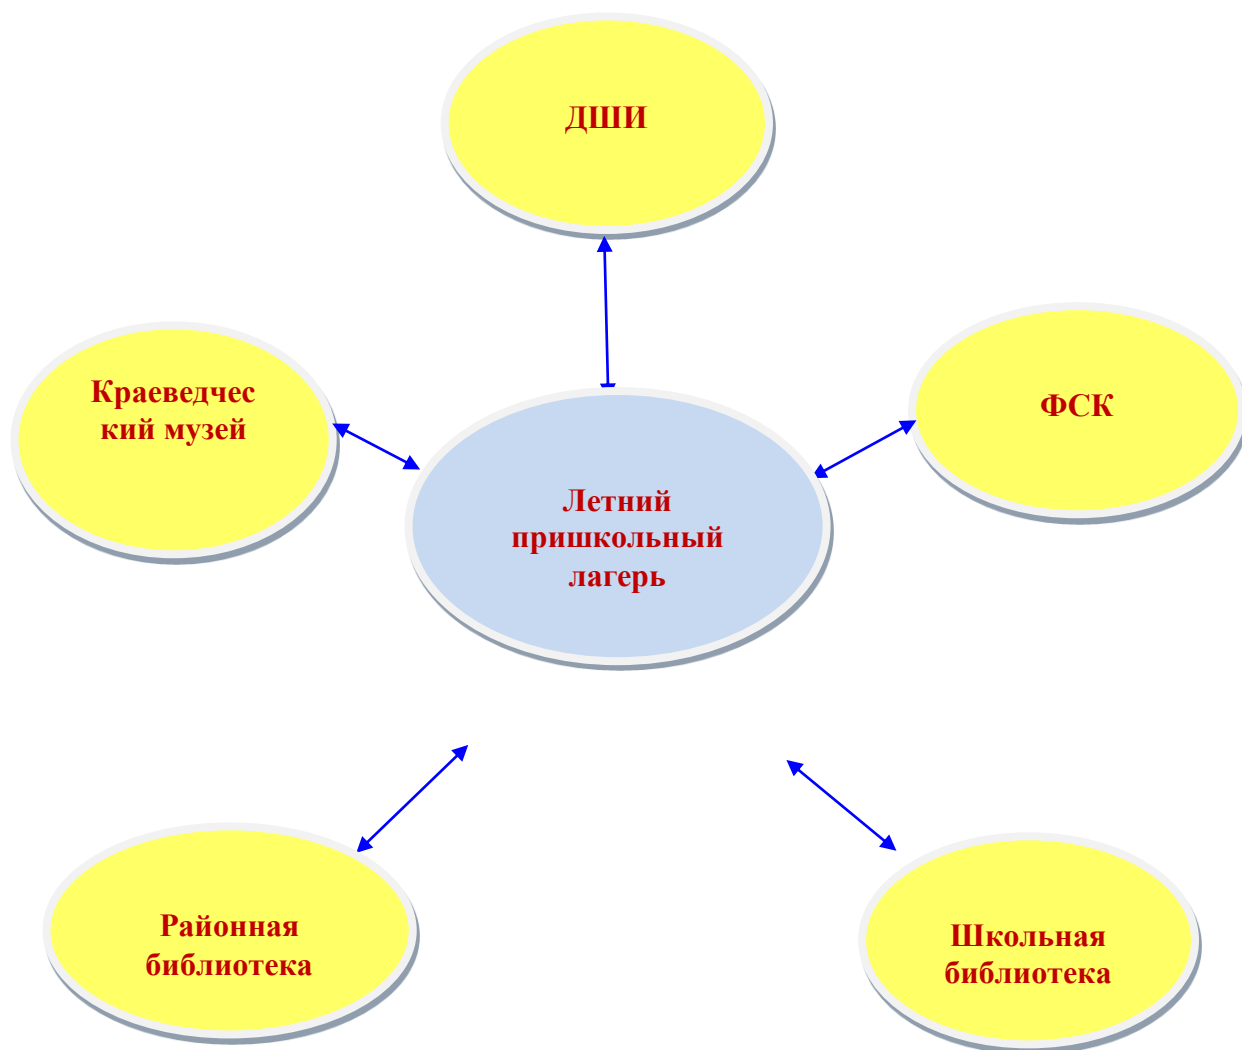 ДШИ
Краеведчес
кий музей
ФСК
Летний
пришкольный
лагерь
Районная
библиотека
Школьная
библиотека